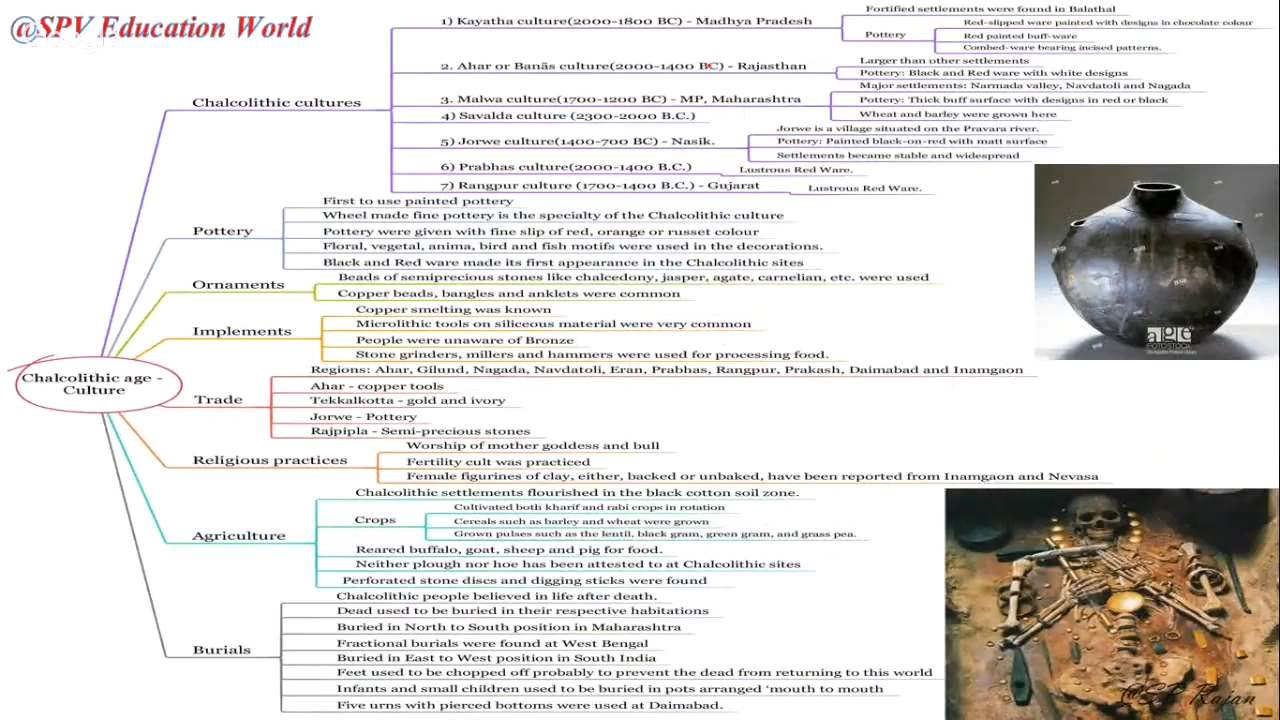 @SPV Education World
Chalcolithic age -
Culture
Chalcolithic cultures
1) Kayatha culture(2000-1800 BC) - Madhya Pradesh
Fortified settlements were found in Balathal
Pottery
Red-slipped ware painted with designs in chocolate colour
Red painted buff-ware
Combed-ware bearing incised patterns.
2. Ahar or Banās culture(2000-1400 BC) - Rajasthan
Larger than other settlements
Pottery: Black and Red ware with white designs
3. Malwa culture(1700-1200 BC) - MP, Maharashtra
Major settlements: Narmada valley, Navdatoli and Nagada
Pottery: Thick buff surface with designs in red or black
Wheat and barley were grown here
4) Savalda culture (2300-2000 B.C.)
5) Jorwe culture(1400-700 BC) - Nasik.
Jorwe is a village situated on the Pravara river.
Pottery: Painted black-on-red with matt surface
Settlements became stable and widespread
6) Prabhas culture(2000-1400 B.C.)
Lustrous Red Ware.
7) Rangpur culture (1700-1400 B.C.) - Gujarat
Lustrous Red Ware.
Pottery
First to use painted pottery
Wheel made fine pottery is the specialty of the Chalcolithic culture
Pottery were given with fine slip of red, orange or russet colour
Floral, vegetal, anima, bird and fish motifs were used in the decorations.
Black and Red ware made its first appearance in the Chalcolithic sites
Ornaments
Beads of semiprecious stones like chalcedony, jasper, agate, carnelian, etc. were used
Copper beads, bangles and anklets were common
Implements
Copper smelting was known
Microlithic tools on siliceous material were very common
People were unaware of Bronze
Stone grinders, millers and hammers were used for processing food.
Trade
Regions: Ahar, Gilund, Nagada, Navdatoli, Eran, Prabhas, Rangpur, Prakash, Daimabad and Inamgaon
Ahar - copper tools
Tekkalkotta - gold and ivory
Jorwe - Pottery
Rajpipla - Semi-precious stones
Religious practices
Worship of mother goddess and bull
Fertility cult was practiced
Female figurines of clay, either, backed or unbaked, have been reported from Inamgaon and Nevasa
Agriculture
Chalcolithic settlements flourished in the black cotton soil zone.
Crops
Cultivated both kharif and rabi crops in rotation
Cereals such as barley and wheat were grown
Grown pulses such as the lentil, black gram, green gram, and grass pea.
Reared buffalo, goat, sheep and pig for food.
Neither plough nor hoe has been attested to at Chalcolithic sites
Perforated stone discs and digging sticks were found
Burials
Chalcolithic people believed in life after death.
Dead used to be buried in their respective habitations
Buried in North to South position in Maharashtra
Fractional burials were found at West Bengal
Buried in East to West position in South India
Feet used to be chopped off probably to prevent the dead from returning to this world
Infants and small children used to be buried in pots arranged 'mouth to mouth
Five urns with pierced bottoms were used at Daimabad.
age
FOTOSTOCK
Rajan